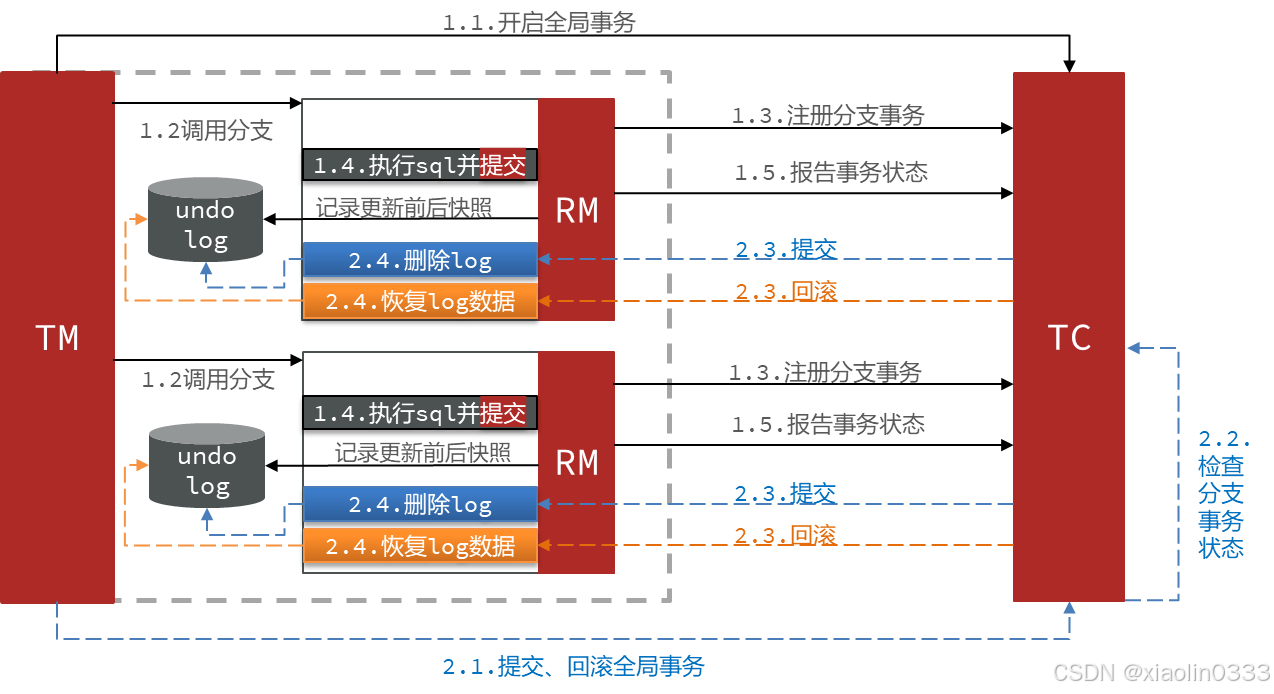 1.1.开启全局事务
1.2调用分支
1.3.注册分支事务
1.4.执行sql并提交
1.5.报告事务状态
记录更新前后快照
undo
log
RM
2.3.提交
2.4.删除log
2.3.回滚
2.4.恢复log数据
TM
TC
1.2调用分支
1.3.注册分支事务
1.4.执行sql并提交
1.5.报告事务状态
记录更新前后快照
undo
log
RM
2.3.提交
2.4.删除log
2.3.回滚
2.4.恢复log数据
2.2.
检查
分支
事务
状态
2.1.提交、回滚全局事务
CSDN @xiaolin0333